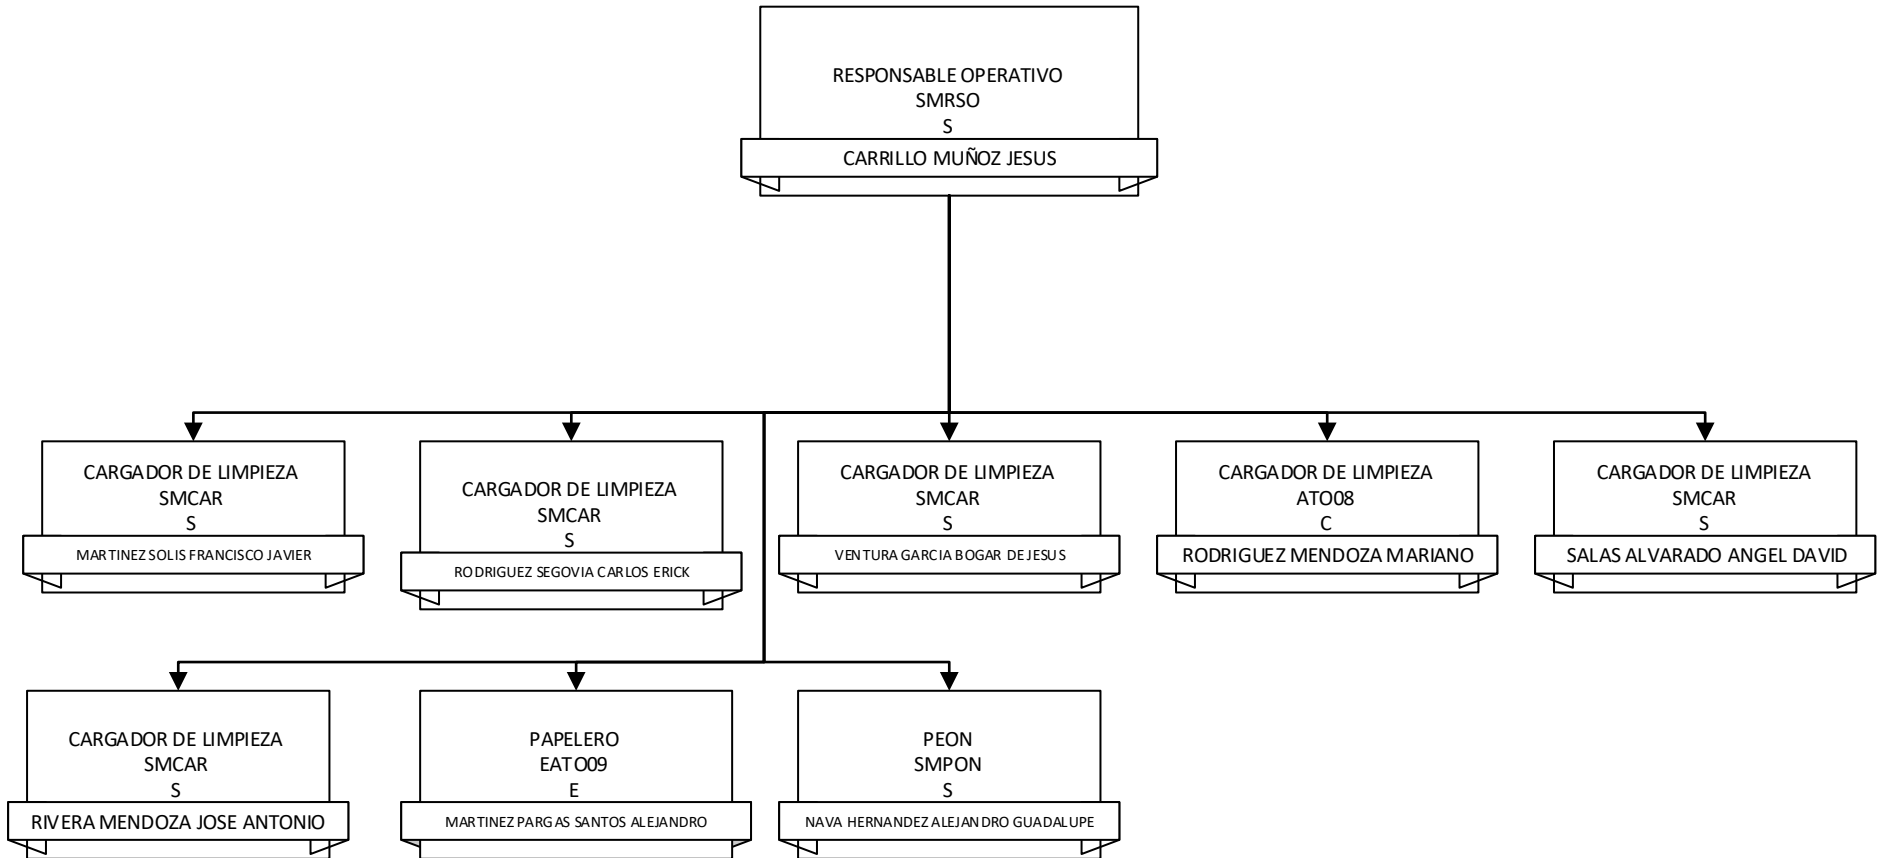 RESPONSABLE OPERATIVO
SMRSO
S
CARRILLO MUÑOZ JESUS
CARGADOR DE LIMPIEZA
SMCAR
S
MARTINEZ SOLIS FRANCISCO JAVIER
CARGADOR DE LIMPIEZA
SMCAR
S
RODRIGUEZ SEGOVIA CARLOS ERICK
CARGADOR DE LIMPIEZA
SMCAR
S
VENTURA GARCIA BOGAR DE JESUS
CARGADOR DE LIMPIEZA
ATO08
C
RODRIGUEZ MENDOZA MARIANO
CARGADOR DE LIMPIEZA
SMCAR
S
SALAS ALVARADO ANGEL DAVID
CARGADOR DE LIMPIEZA
SMCAR
S
RIVERA MENDOZA JOSE ANTONIO
PAPELERO
EATO09
E
MARTINEZ PARGAS SANTOS ALEJANDRO
PEON
SMPON
S
NAVA HERNANDEZ ALEJANDRO GUADALUPE